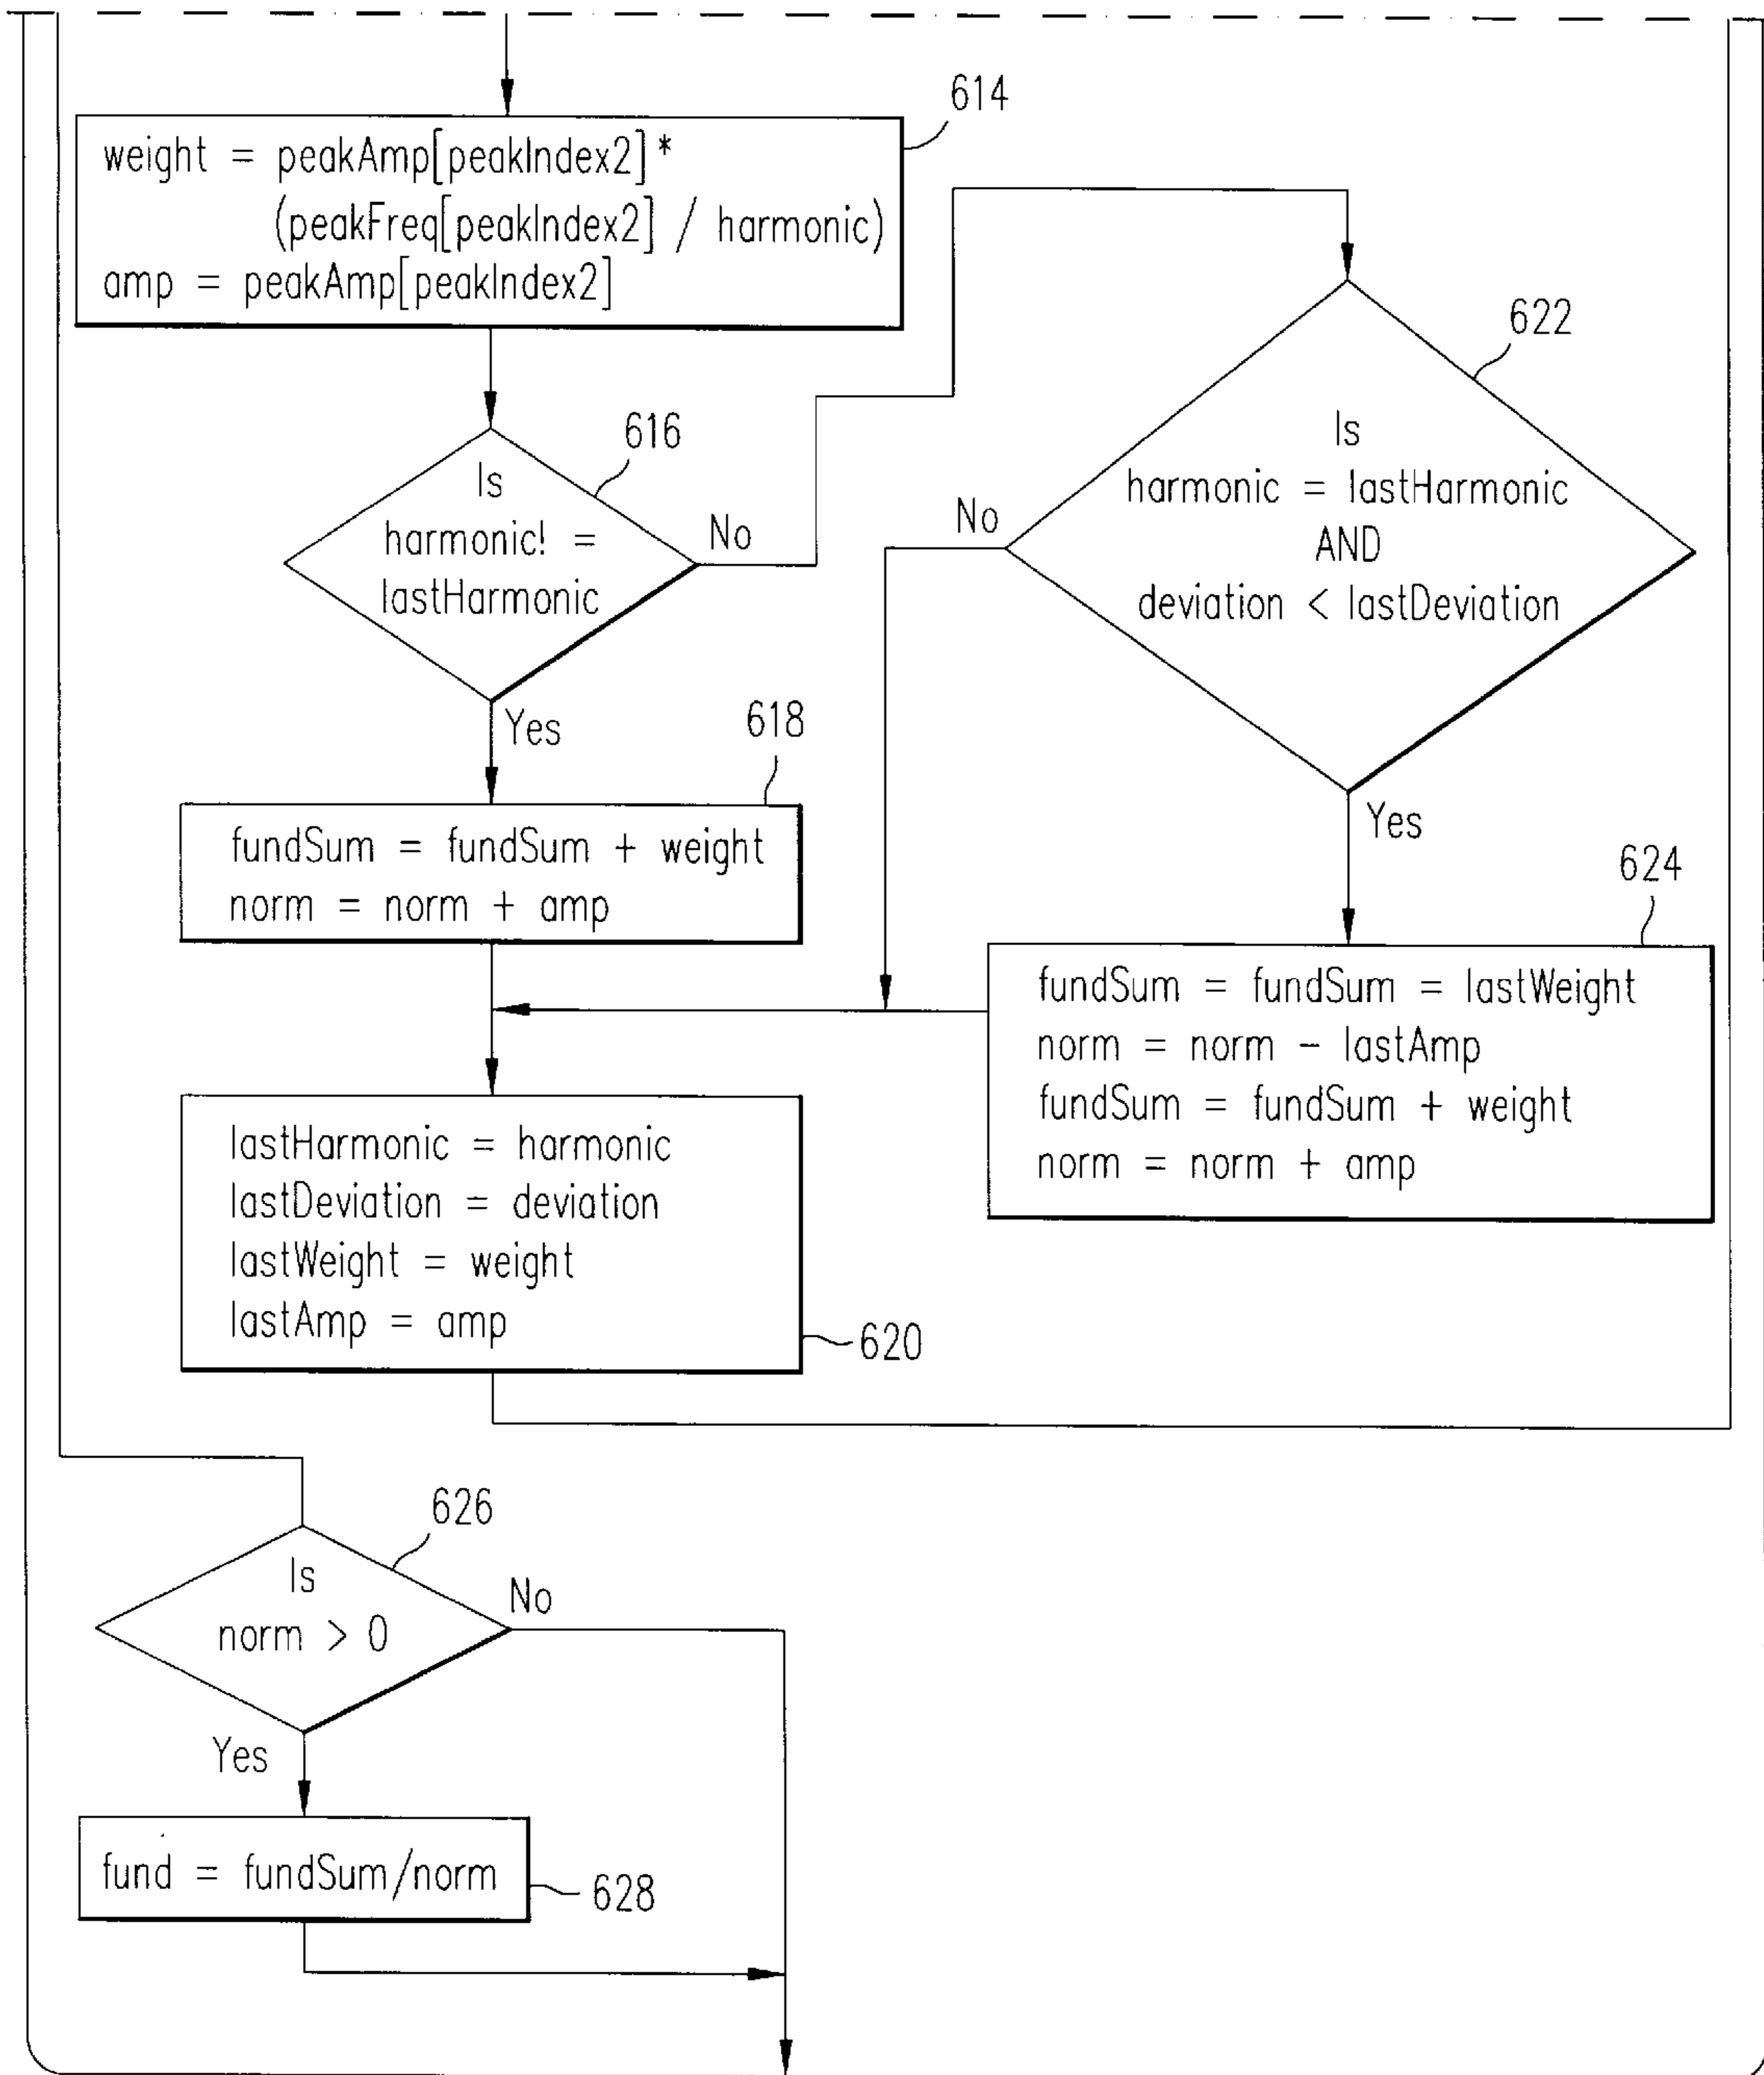 614
weight = peakAmp[peakIndex2]*
(peakFreq[peakIndex2] / harmonic)
amp = peakAmp[peakIndex2]
616
Is
harmonic! =
lastHarmonic
No
Yes
622
Is
harmonic = lastHarmonic
AND
deviation < lastDeviation
No
Yes
618
fundSum = fundSum + weight
norm = norm + amp
624
fundSum = fundSum = lastWeight
norm = norm - lastAmp
fundSum = fundSum + weight
norm = norm + amp
lastHarmonic = harmonic
lastDeviation = deviation
lastWeight = weight
lastAmp = amp
620
626
Is
norm > 0
No
Yes
fund = fundSum/norm
628